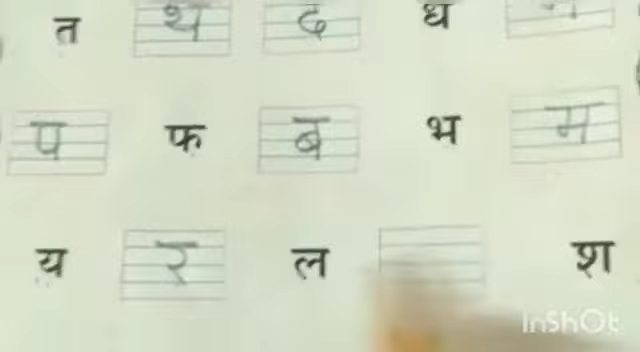 त थ द ध
प फ ब भ म
य र ल श
InShOt